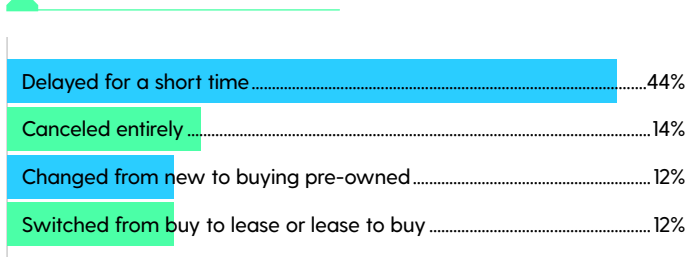 Delayed for a short time 44%
Canceled entirely 14%
Changed from new to buying pre-owned 12%
Switched from buy to lease or lease to buy 12%